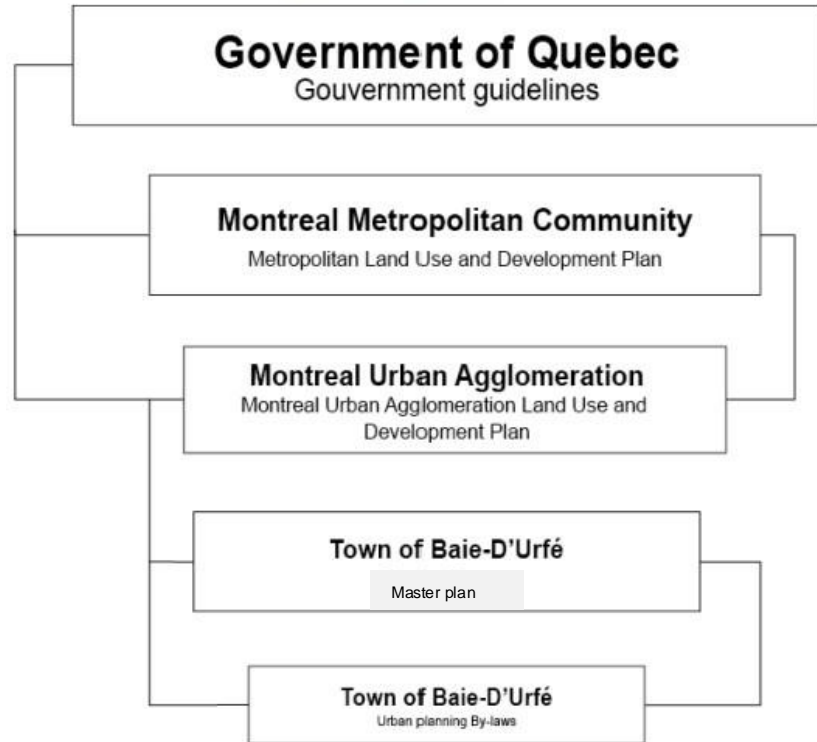 Government of Quebec
Gouvernment guidelines
Montreal Metropolitan Community
Metropolitan Land Use and Development Plan
Montreal Urban Agglomeration
Montreal Urban Agglomeration Land Use and
Development Plan
Town of Baie-D'Urfé
Master plan
Town of Baie-D'Urfé
Urban planning By-laws